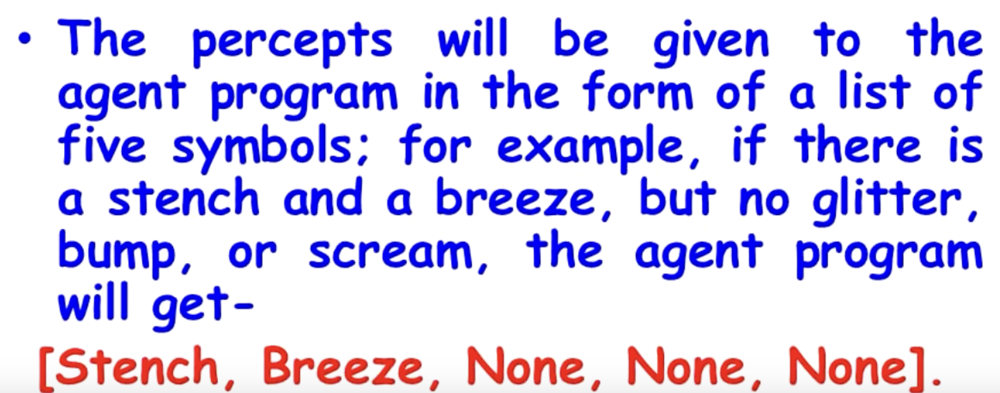 • The percepts will be given to the
agent program in the form of a list of
five symbols; for example, if there is
a stench and a breeze, but no glitter,
bump, or scream, the agent program
will get-
[Stench, Breeze, None, None, None].